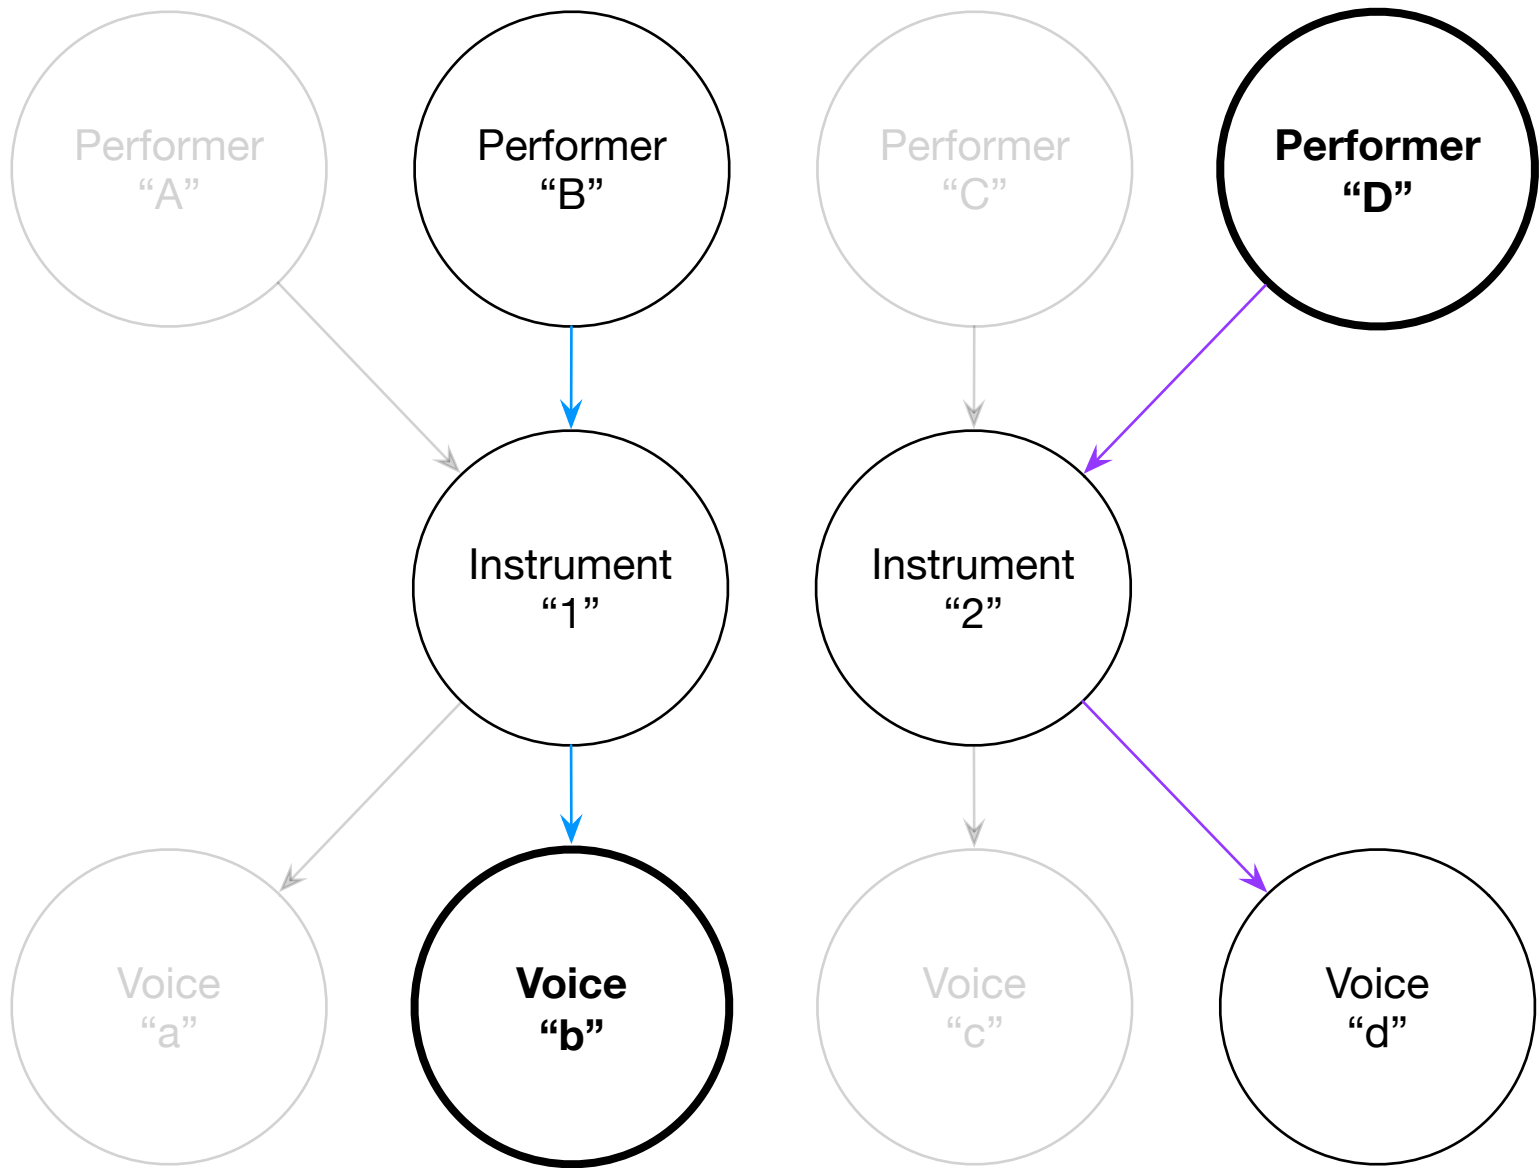 Performer
“A”
Performer
“B”
Performer
“C”
Performer
“D”
Instrument
“1”
Instrument
“2”
Voice
“a”
Voice
“b”
Voice
“c”
Voice
“d”